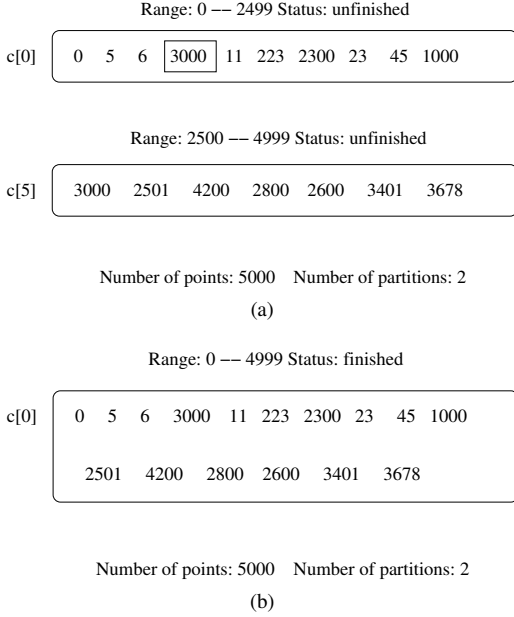 Range: 0 −− 2499 Status: unfinished
c[0] 0 5 6 3000 11 223 2300 23 45 1000
Range: 2500 −− 4999 Status: unfinished
c[5] 3000 2501 4200 2800 2600 3401 3678
Number of points: 5000 Number of partitions: 2
(a)
Range: 0 −− 4999 Status: finished
c[0] 0 5 6 3000 11 223 2300 23 45 1000
2501 4200 2800 2600 3401 3678
Number of points: 5000 Number of partitions: 2
(b)